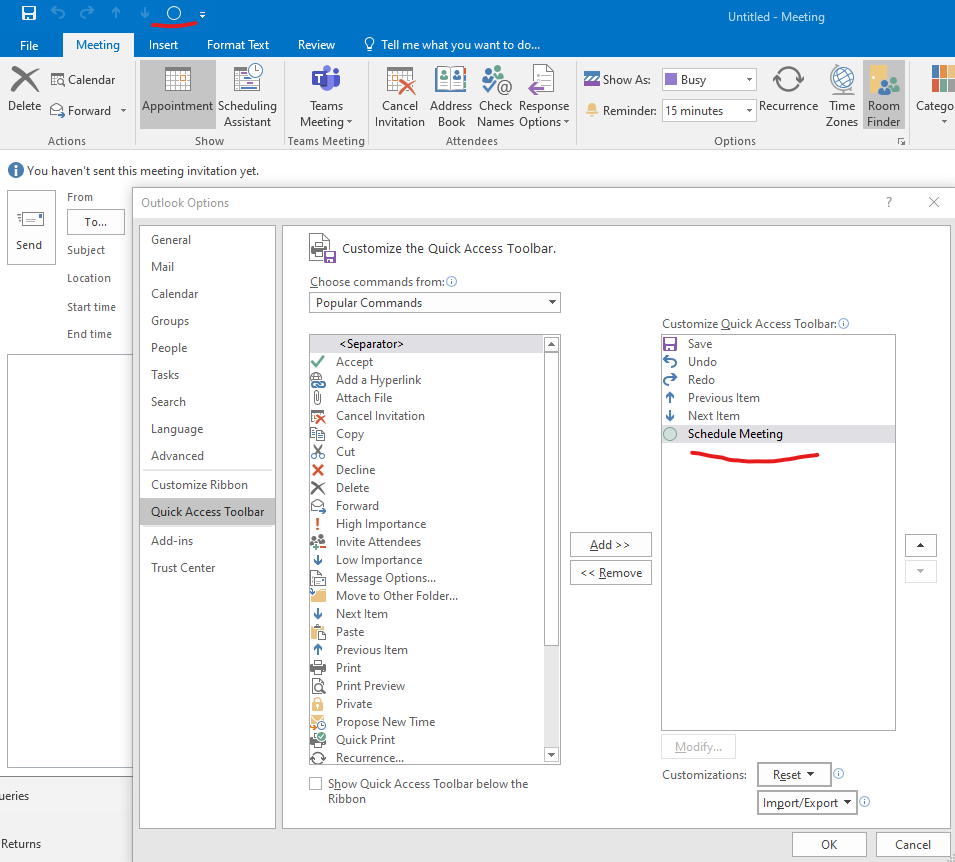 Untitled - Meeting
File Meeting Insert Format Text Review Tell me what you want to do...
Delete
Calendar
Forward
Actions
Appointment
Scheduling
Assistant
Show
Teams
Meeting
Teams Meeting
Cancel
Invitation
Address
Book
Check
Names
Response
Options
Attendees
Show As: Busy
Reminder: 15 minutes
Recurrence
Time
Zones
Room
Finder
Options
Catego
You haven't sent this meeting invitation yet.
Send
From
To...
Subject
Location
Start time
End time
ueries
Returns
Outlook Options
?
General
Mail
Calendar
Groups
People
Tasks
Search
Language
Advanced
Customize Ribbon
Quick Access Toolbar
Add-ins
Trust Center
Customize the Quick Access Toolbar.
Choose commands from:
Popular Commands
<Separator>
Accept
Add a Hyperlink
Attach File
Cancel Invitation
Copy
Cut
Decline
Delete
Forward
High Importance
Invite Attendees
Low Importance
Message Options...
Move to Other Folder...
Next Item
Paste
Previous Item
Print
Print Preview
Private
Propose New Time
Quick Print
Recurrence...
Show Quick Access Toolbar below the
Ribbon
Add >>
<< Remove
Customize Quick Access Toolbar:
Save
Undo
Redo
Previous Item
Next Item
Schedule Meeting
Modify...
Customizations: Reset
Import/Export
OK
Cancel